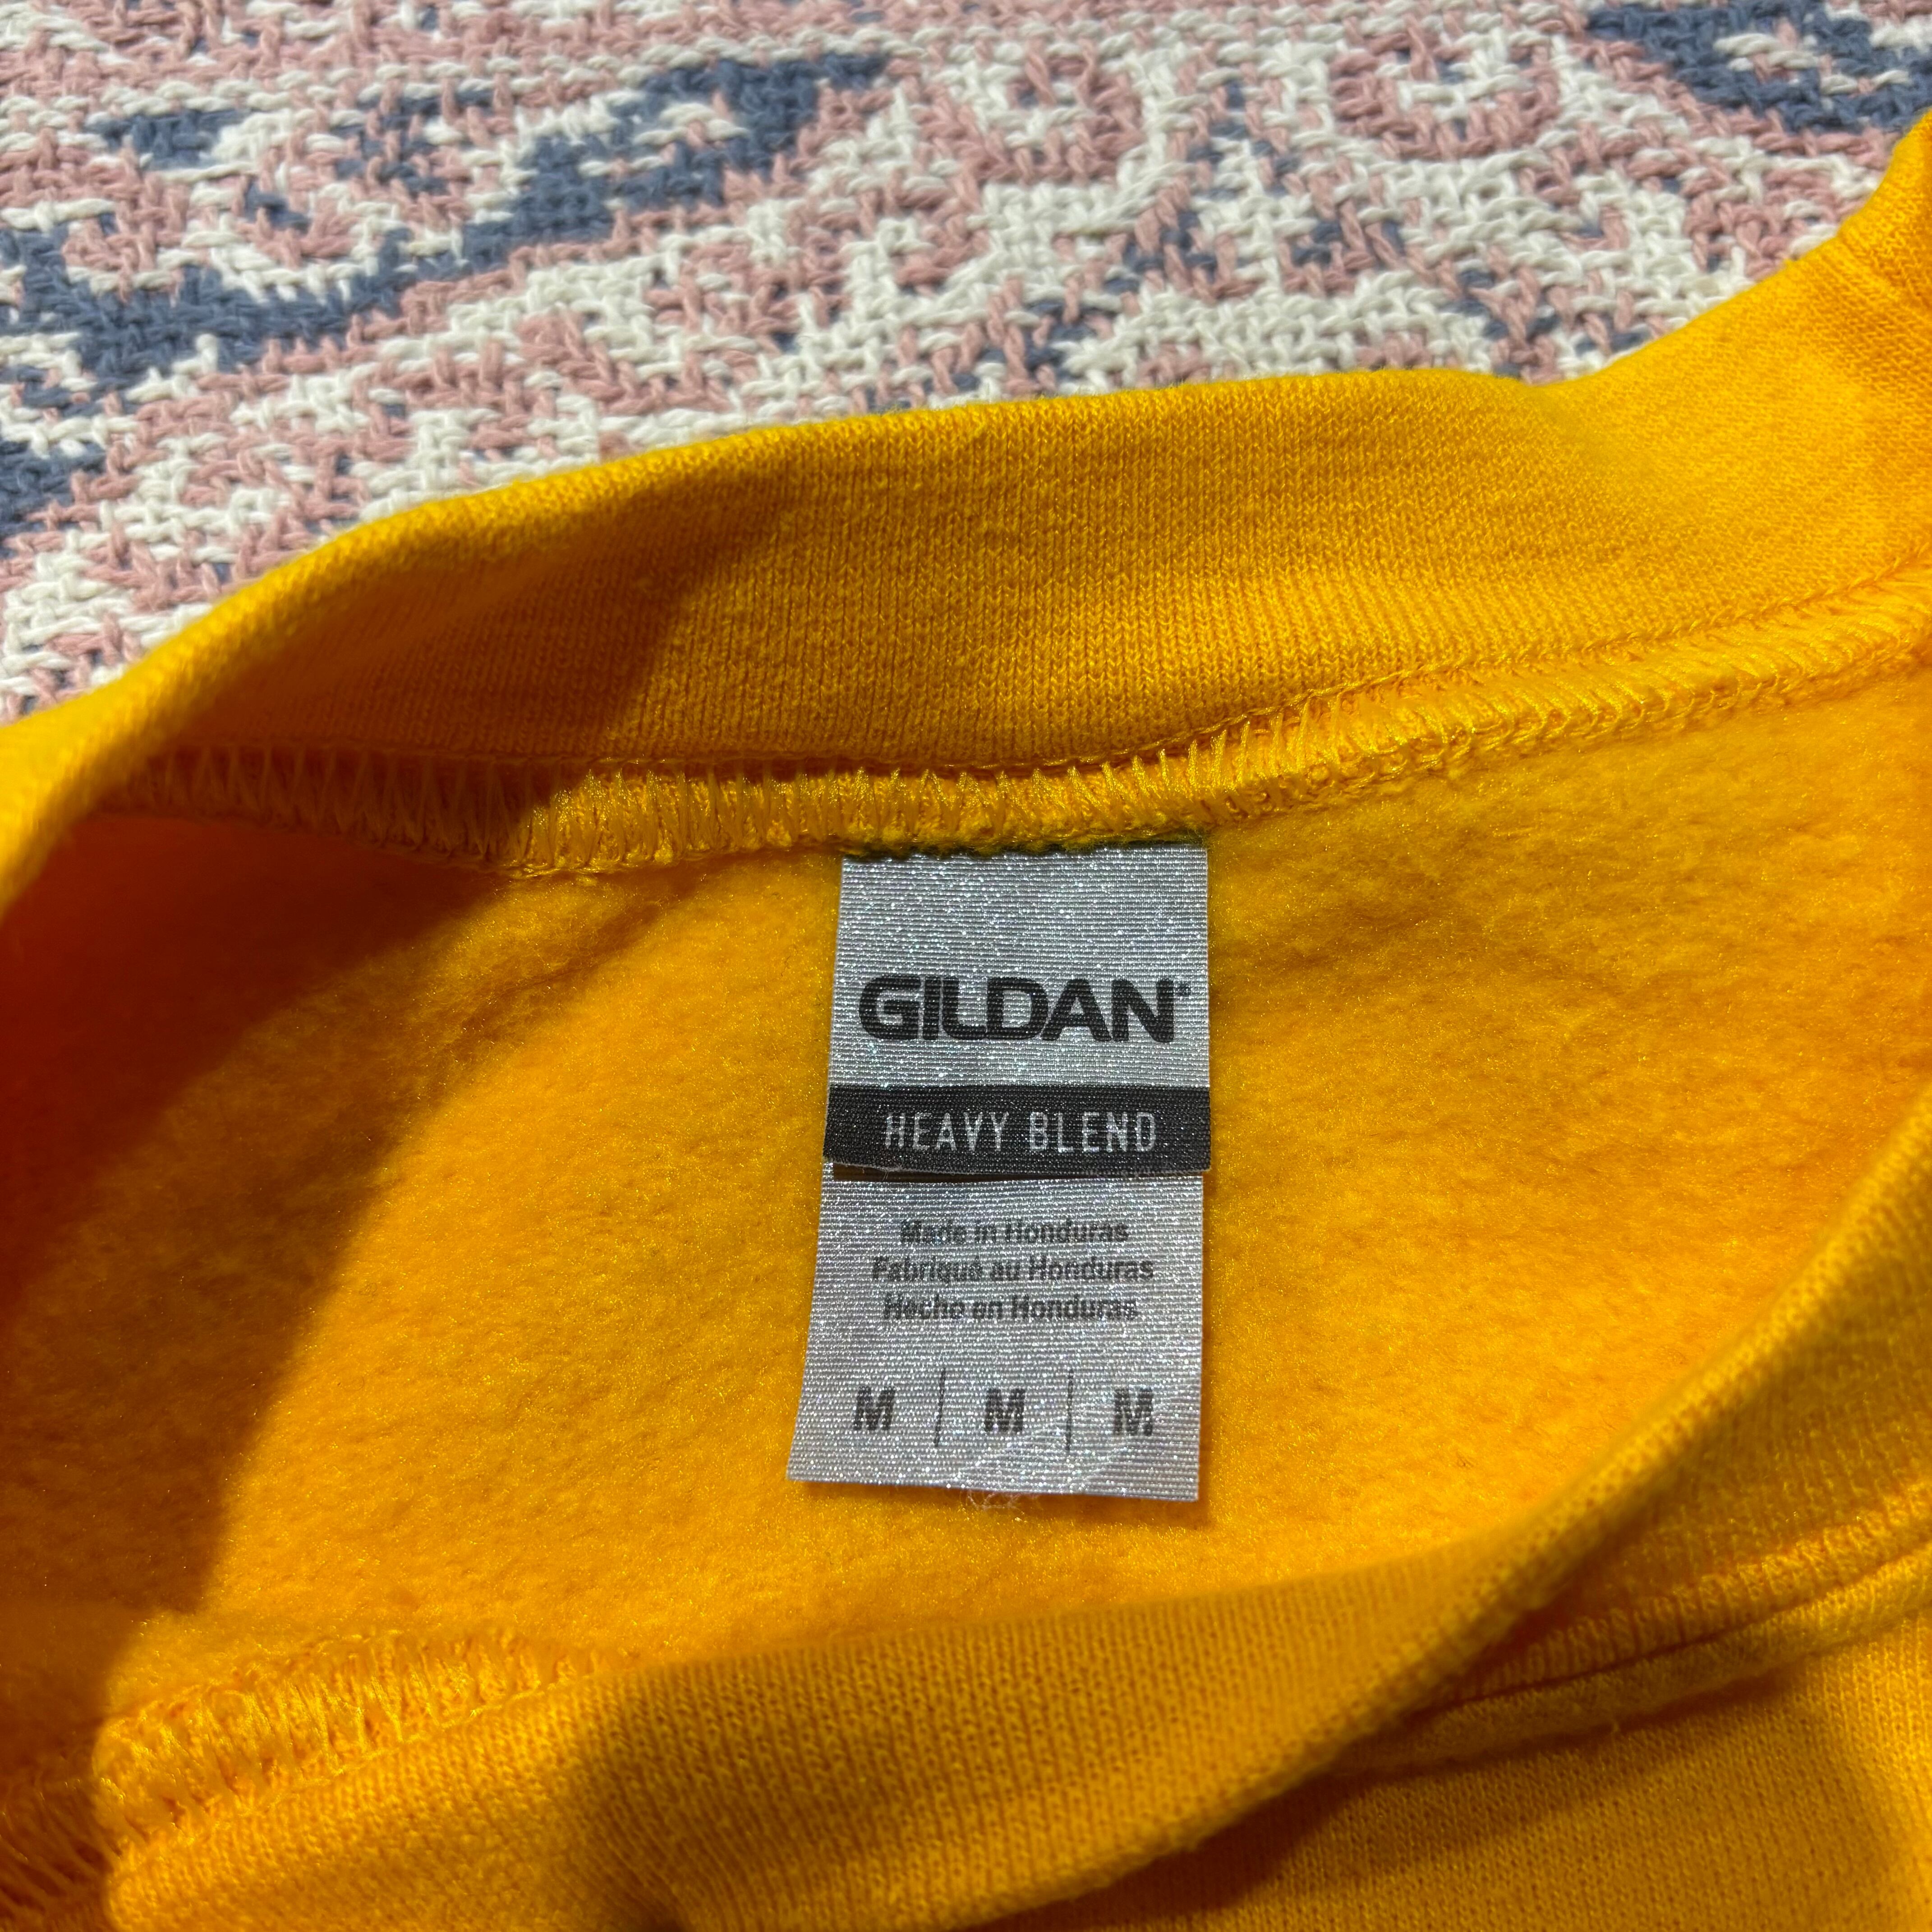 GILDAN
HEAVY BLEND
Made in Honduras
Fabriqué au Honduras
Hecho en Honduras
M | M | M